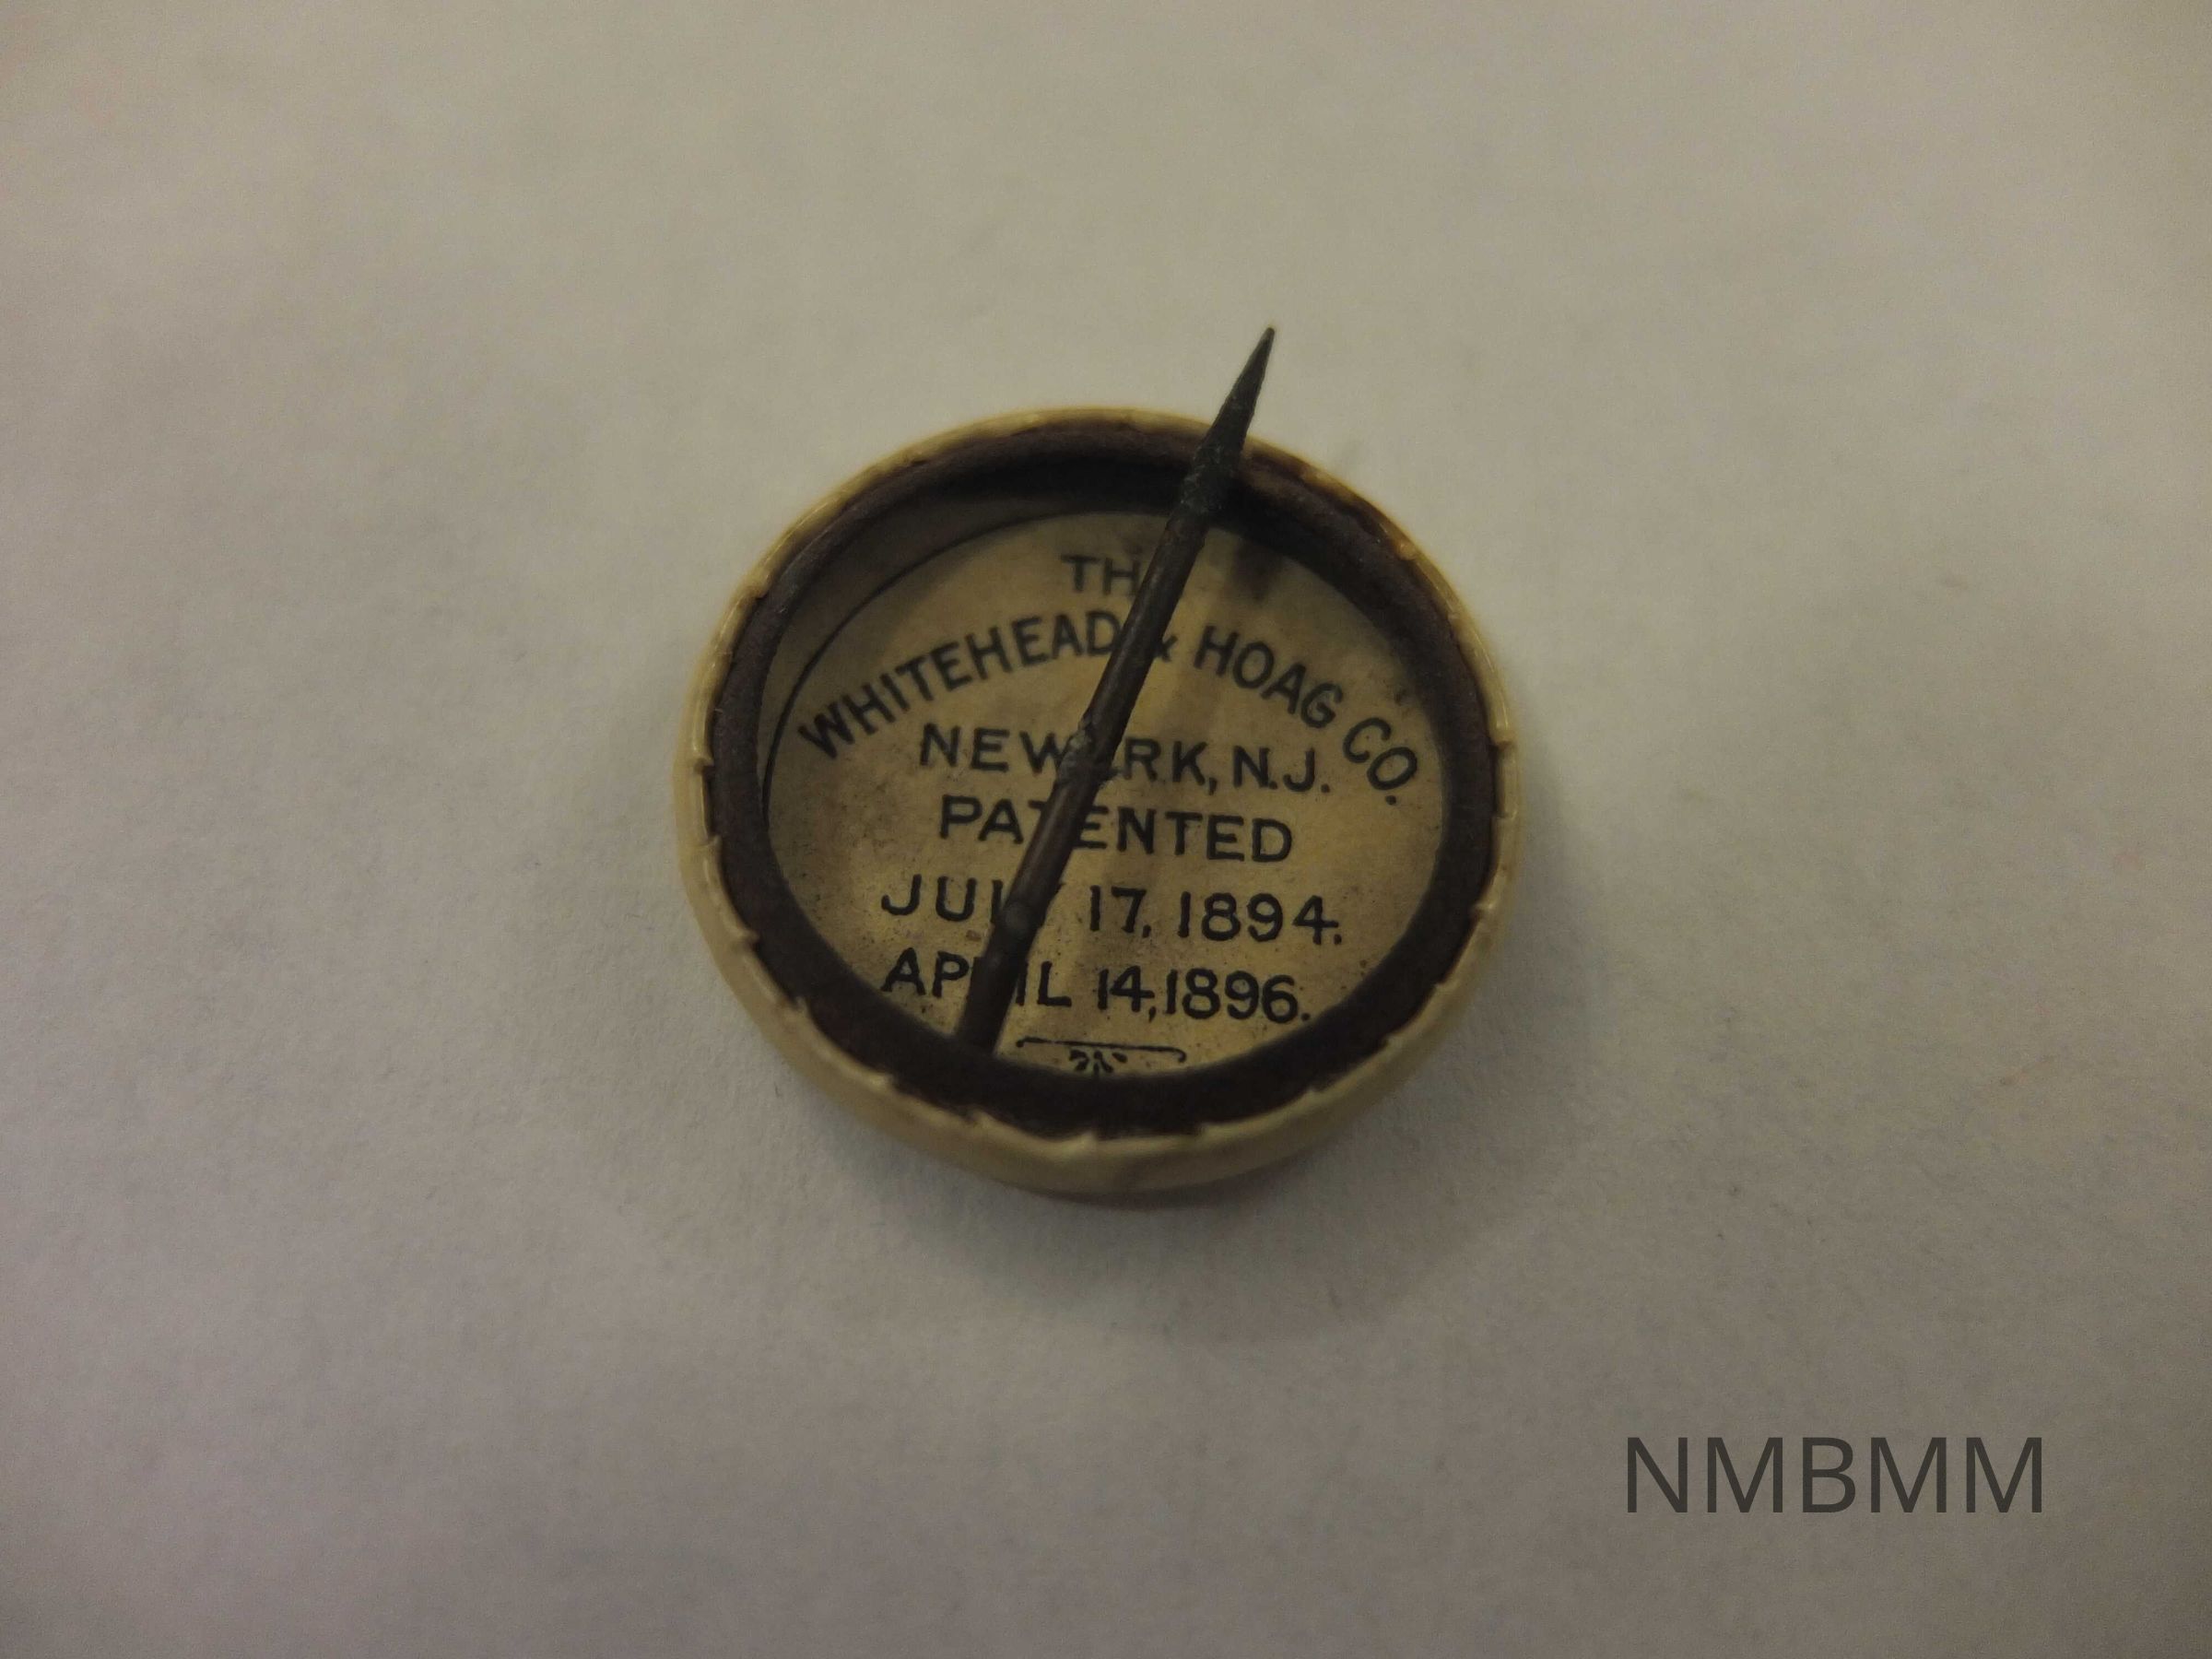 THE
WHITEHEAD & HOAG CO.
NEWARK, N.J.
PATENTED
JULY 17, 1894.
APRIL 14, 1896.
NMBMM